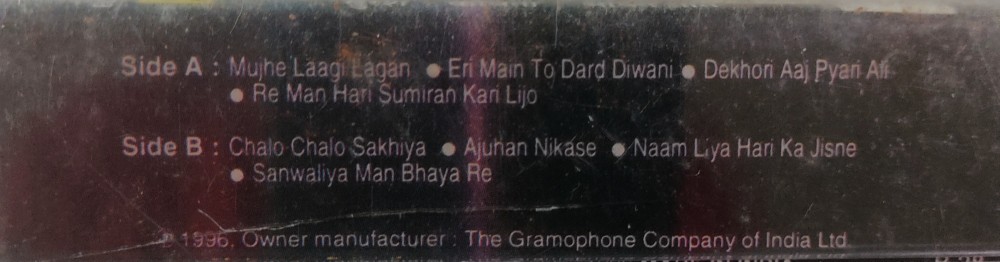 Side A : Mujhe Laagi Lagan ● Eri Main To Dard Diwani ● Dekhori Aaj Pyari Ali
● Re Man Hari Sumiran Kari Lijo
Side B : Chalo Chalo Sakhiya ● Ajuhan Nikase ● Naam Liya Hari Ka Jisne
● Sanwaliya Man Bhaya Re
℗ 1996, Owner manufacturer : The Gramophone Company of India Ltd